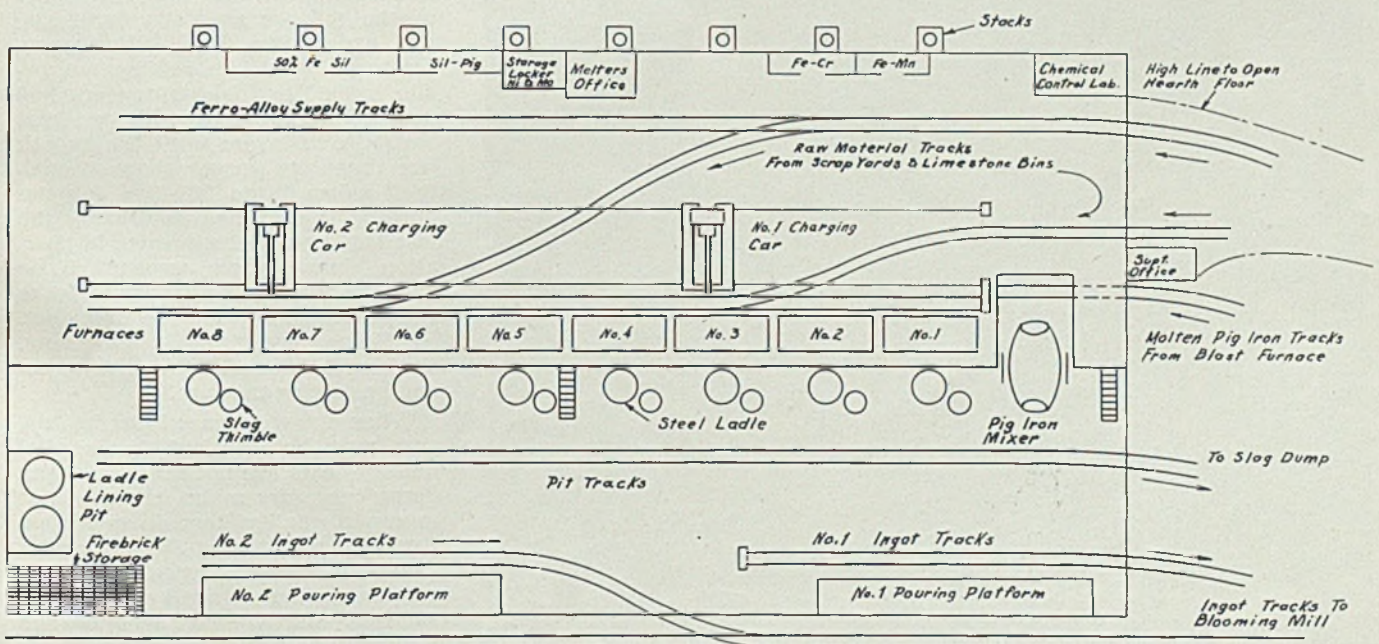 Stacks
50% Fe Sil
Sil-Pig
Storage
Locker
Ni & Mo
Melters
Office
Fe-Cr
Fe-Mn
Chemical
Control Lab.
High Line to Open
Hearth Floor
Ferro-Alloy Supply Tracks
Raw Material Tracks
From Scrap Yards & Limestone Bins
No. 2 Charging
Car
No. 1 Charging
Car
Supt.
Office
Furnaces
No.8
No.7
No.6
No.5
No.4
No.3
No.2
No.1
Molten Pig Iron Tracks
From Blast Furnace
Slag
Thimble
Steel Ladle
Pig Iron
Mixer
To Slag Dump
Pit Tracks
Ladle
Lining
Pit
Firebrick
Storage
No.2 Ingot Tracks
No.1 Ingot Tracks
No.2 Pouring Platform
No.1 Pouring Platform
Ingot Tracks To
Blooming Mill